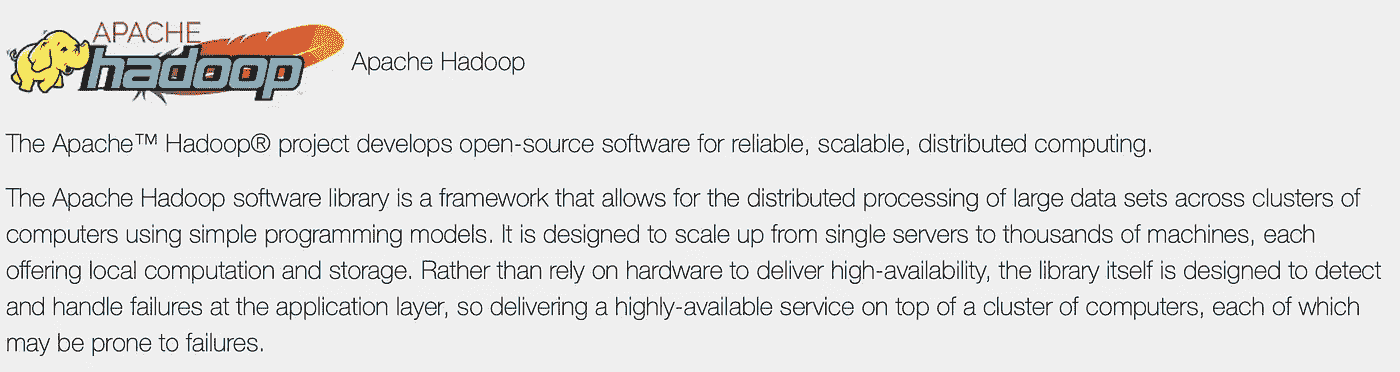 APACHE
hadoop
Apache Hadoop
The Apache™ Hadoop® project develops open-source software for reliable, scalable, distributed computing.
The Apache Hadoop software library is a framework that allows for the distributed processing of large data sets across clusters of
computers using simple programming models. It is designed to scale up from single servers to thousands of machines, each
offering local computation and storage. Rather than rely on hardware to deliver high-availability, the library itself is designed to detect
and handle failures at the application layer, so delivering a highly-available service on top of a cluster of computers, each of which
may be prone to failures.